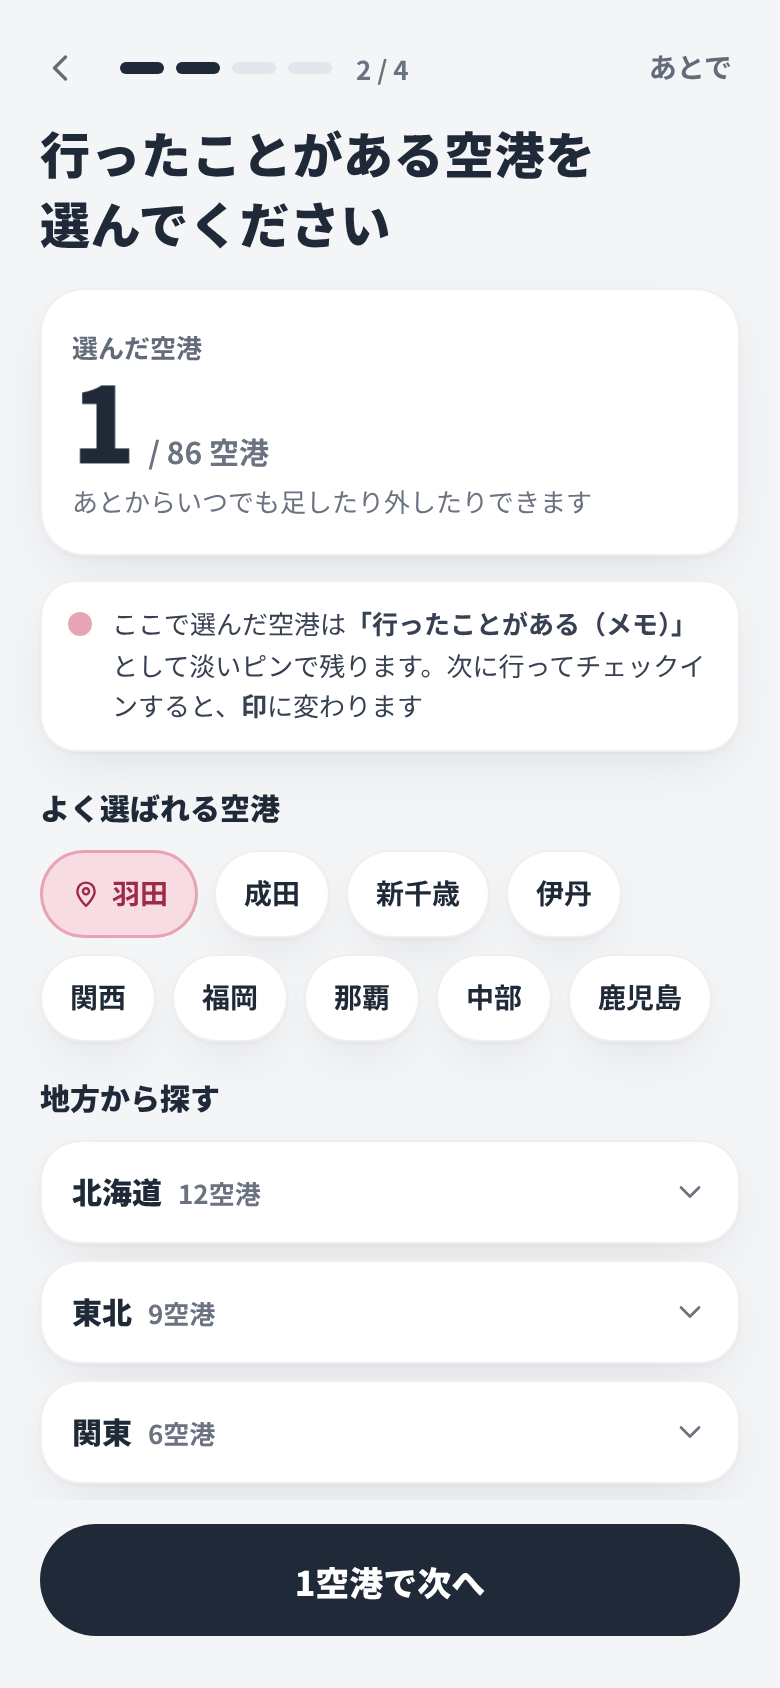 2 / 4
あとで
行ったことがある空港を
選んでください
選んだ空港
1 / 86 空港
あとからいつでも足したり外したりできます
ここで選んだ空港は「行ったことがある（メモ）」
として淡いピンで残ります。次に行ってチェックイ
ンすると、印に変わります
よく選ばれる空港
羽田 成田 新千歳 伊丹
関西 福岡 那覇 中部 鹿児島
地方から探す
北海道 12空港
東北 9空港
関東 6空港
1空港で次へ